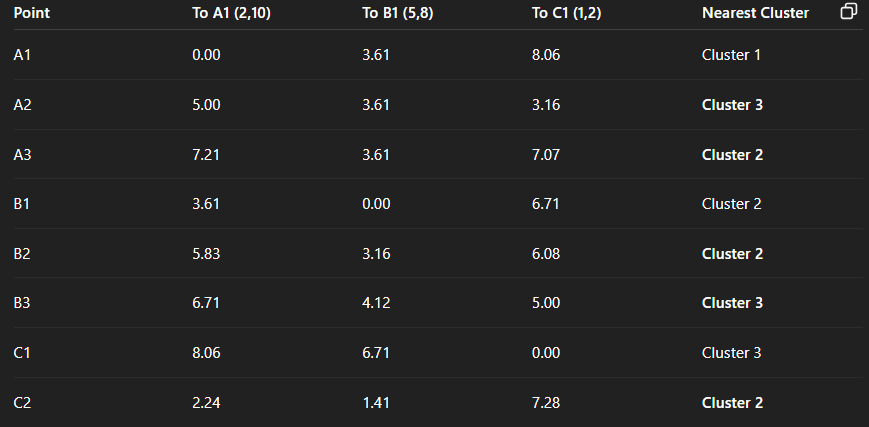 Point To A1 (2,10) To B1 (5,8) To C1 (1,2) Nearest Cluster
A1 0.00 3.61 8.06 Cluster 1
A2 5.00 3.61 3.16 Cluster 3
A3 7.21 3.61 7.07 Cluster 2
B1 3.61 0.00 6.71 Cluster 2
B2 5.83 3.16 6.08 Cluster 2
B3 6.71 4.12 5.00 Cluster 3
C1 8.06 6.71 0.00 Cluster 3
C2 2.24 1.41 7.28 Cluster 2